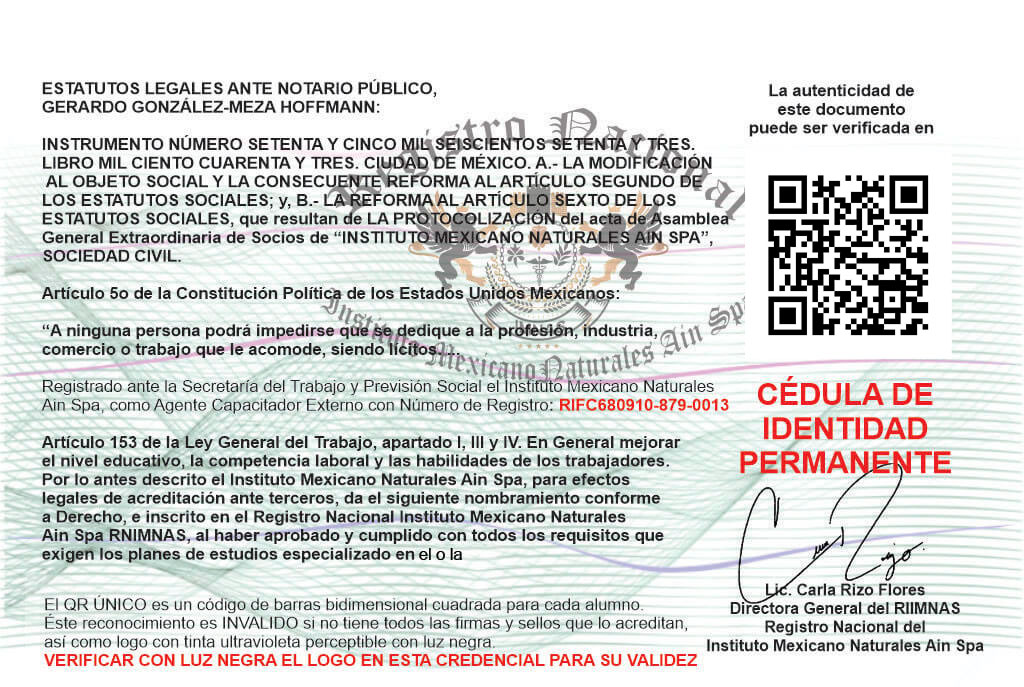 ESTATUTOS LEGALES ANTE NOTARIO PÚBLICO,
GERARDO GONZÁLEZ-MEZA HOFFMANN:
INSTRUMENTO NÚMERO SETENTA Y CINCO MIL SEISCIENTOS SETENTA Y TRES.
LIBRO MIL CIENTO CUARENTA Y TRES. CIUDAD DE MÉXICO. A.- LA MODIFICACIÓN
AL OBJETO SOCIAL Y LA CONSECUENTE REFORMA AL ARTÍCULO SEGUNDO DE
LOS ESTATUTOS SOCIALES; y, B.- LA REFORMA AL ARTÍCULO SEXTO DE LOS
ESTATUTOS SOCIALES, que resultan de LA PROTOCOLIZACIÓN del acta de Asamblea
General Extraordinaria de Socios de “INSTITUTO MEXICANO NATURALES AIN SPA”,
SOCIEDAD CIVIL.
Artículo 5o de la Constitución Política de los Estados Unidos Mexicanos:
“A ninguna persona podrá impedirse que se dedique a la profesión, industria,
comercio o trabajo que le acomode, siendo lícitos....
Registrado ante la Secretaría del Trabajo y Previsión Social el Instituto Mexicano Naturales
Ain Spa, como Agente Capacitador Externo con Número de Registro: RIFC680910-879-0013
Artículo 153 de la Ley General del Trabajo, apartado I, III y IV. En General mejorar
el nivel educativo, la competencia laboral y las habilidades de los trabajadores.
Por lo antes descrito el Instituto Mexicano Naturales Ain Spa, para efectos
legales de acreditación ante terceros, da el siguiente nombramiento conforme
a Derecho, e inscrito en el Registro Nacional Instituto Mexicano Naturales
Ain Spa RNIMNAS, al haber aprobado y cumplido con todos los requisitos que
exigen los planes de estudios especializado en el o la
El QR ÚNICO es un código de barras bidimensional cuadrada para cada alumno.
Éste reconocimiento es INVALIDO si no tiene todos las firmas y sellos que lo acreditan,
así como logo con tinta ultravioleta perceptible con luz negra.
VERIFICAR CON LUZ NEGRA EL LOGO EN ESTA CREDENCIAL PARA SU VALIDEZ
Registro Nacional
Instituto Mexicano Naturales Ain Spa
La autenticidad de
este documento
puede ser verificada en
CÉDULA DE
IDENTIDAD
PERMANENTE
Lic. Carla Rizo Flores
Directora General del RIIMNAS
Registro Nacional del
Instituto Mexicano Naturales Ain Spa